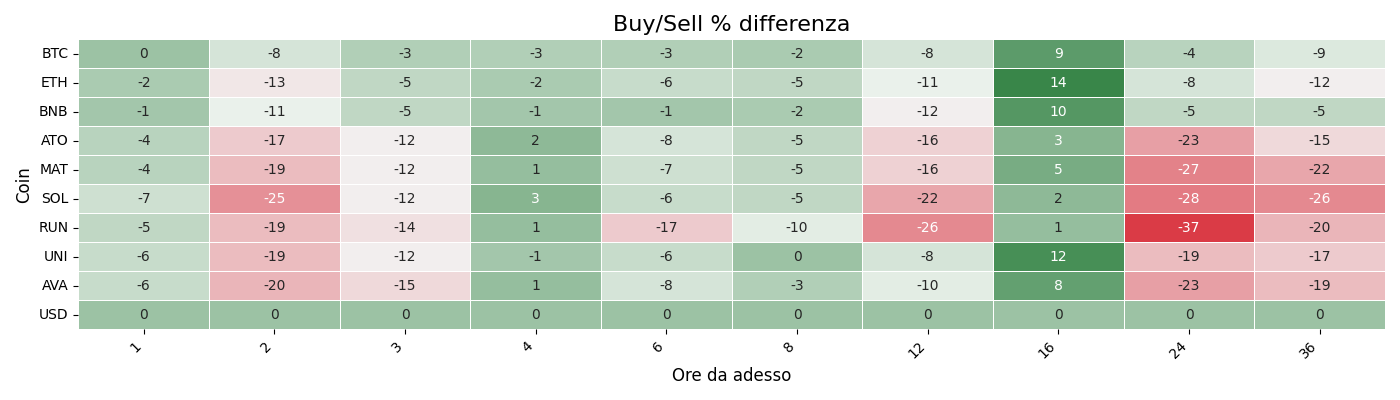 Buy/Sell % differenza
Coin
BTC 0 -8 -3 -3 -3 -2 -8 9 -4 -9
ETH -2 -13 -5 -2 -6 -5 -11 14 -8 -12
BNB -1 -11 -5 -1 -1 -2 -12 10 -5 -5
ATO -4 -17 -12 2 -8 -5 -16 3 -23 -15
MAT -4 -19 -12 1 -7 -5 -16 5 -27 -22
SOL -7 -25 -12 3 -6 -5 -22 2 -28 -26
RUN -5 -19 -14 1 -17 -10 -26 1 -37 -20
UNI -6 -19 -12 -1 -6 0 -8 12 -19 -17
AVA -6 -20 -15 1 -8 -3 -10 8 -23 -19
USD 0 0 0 0 0 0 0 0 0 0
1 2 3 4 6 8 12 16 24 36
Ore da adesso